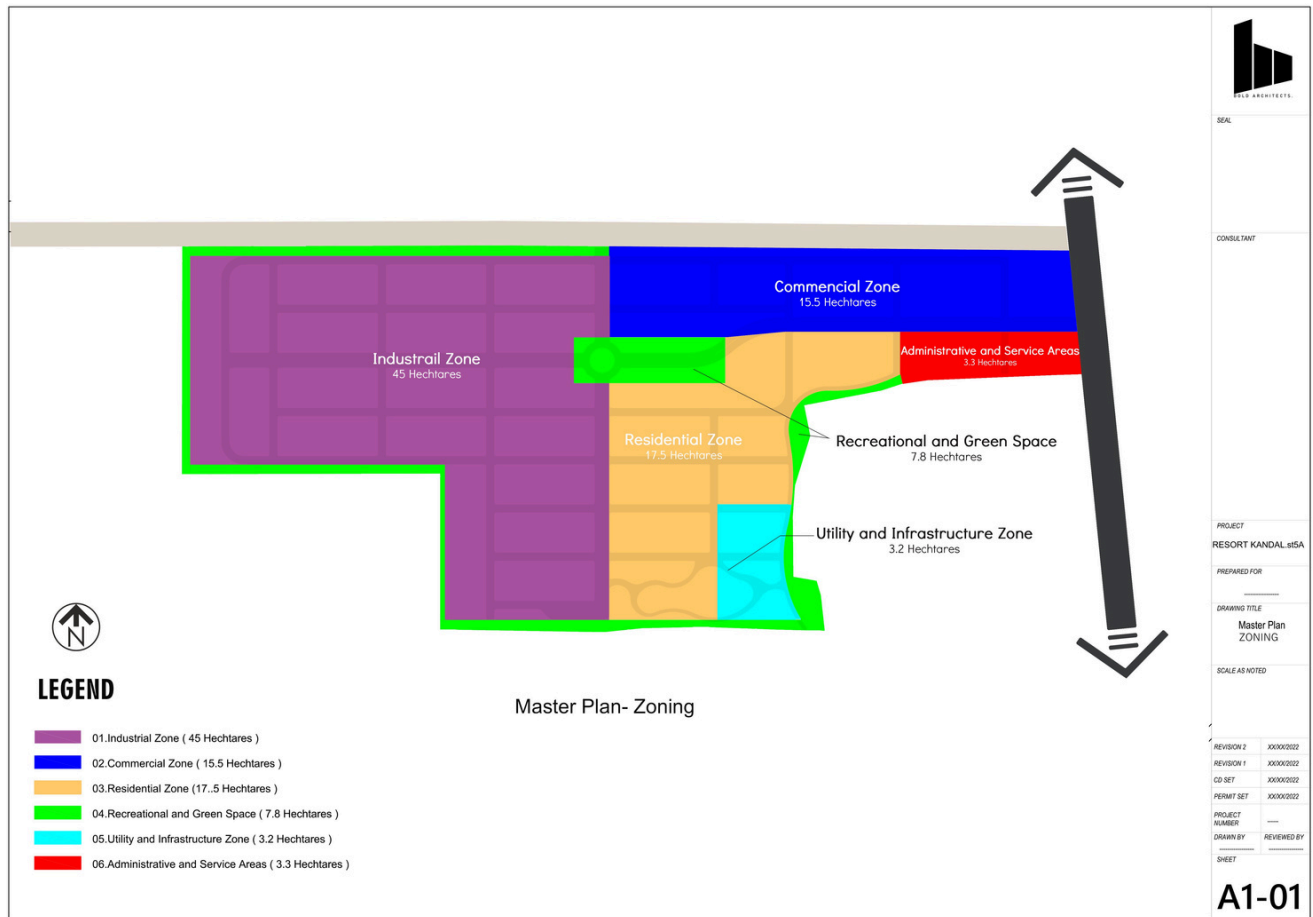 BOLD ARCHITECTS.
SEAL
CONSULTANT
Commencial Zone
15.5 Hechtares
Industrail Zone
45 Hechtares
Administrative and Service Areas
3.3 Hechtares
Residential Zone
17.5 Hechtares
Recreational and Green Space
7.8 Hechtares
Utility and Infrastructure Zone
3.2 Hechtares
N
LEGEND
01.Industrial Zone ( 45 Hechtares )
02.Commercial Zone ( 15.5 Hechtares )
03.Residential Zone (17..5 Hechtares )
04.Recreational and Green Space ( 7.8 Hechtares )
05.Utility and Infrastructure Zone ( 3.2 Hechtares )
06.Administrative and Service Areas ( 3.3 Hechtares )
Master Plan- Zoning
PROJECT
RESORT KANDAL.st5A
PREPARED FOR
DRAWING TITLE
Master Plan
ZONING
SCALE AS NOTED
REVISION 2 XX/XX/2022
REVISION 1 XX/XX/2022
CD SET XX/XX/2022
PERMIT SET XX/XX/2022
PROJECT
NUMBER
DRAWN BY REVIEWED BY
SHEET
A1-01